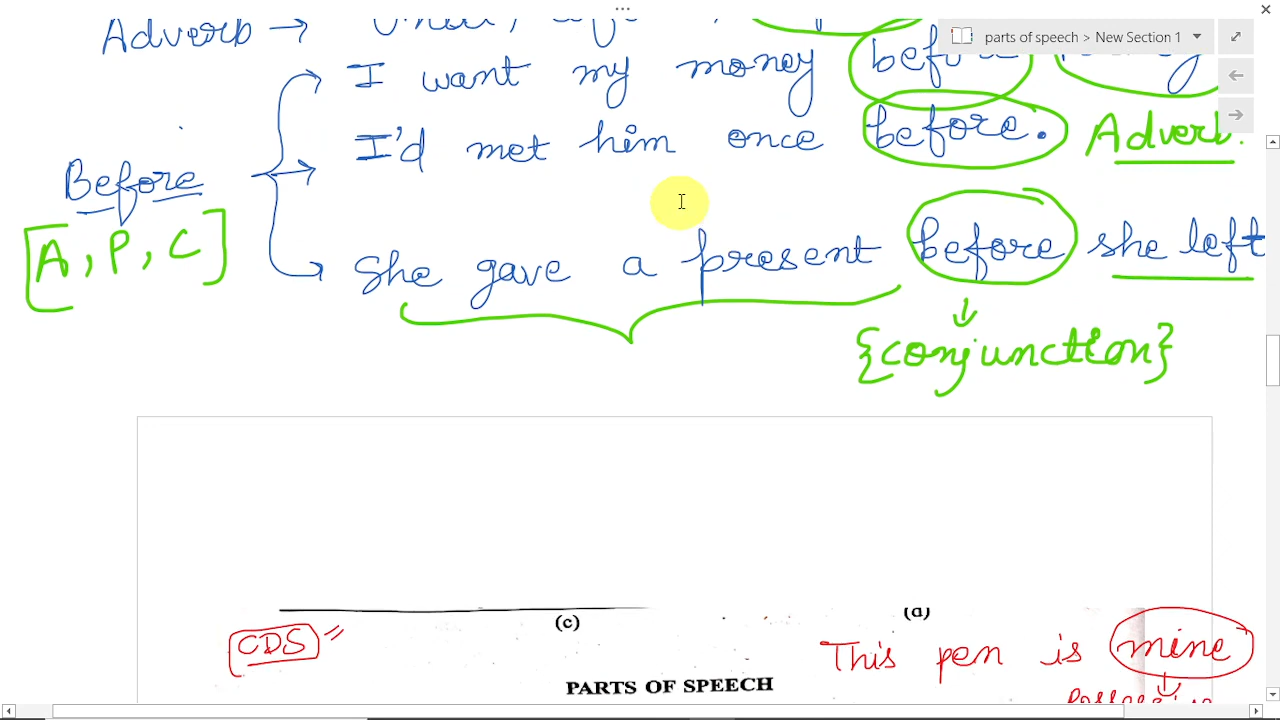 ...
parts of speech > New Section 1
Adverb →
I want my money before
I'd met him once before. Adverb.
Before
[A, P, C]
She gave a present before she left
{conjunction}
(c)
CDS
This pen is mine
PARTS OF SPEECH